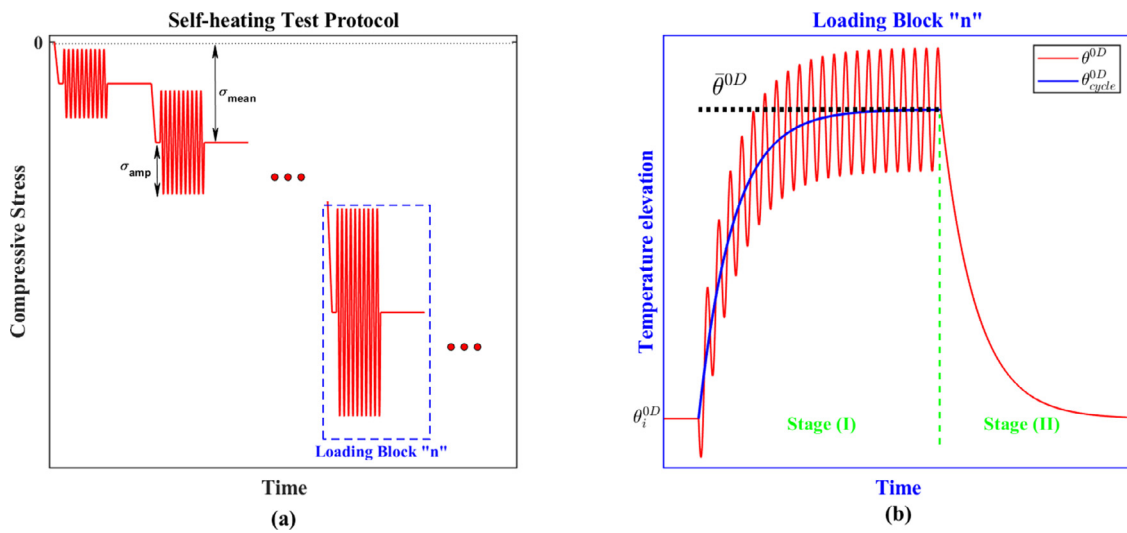 Self-heating Test Protocol
0
σmean
σamp
Compressive Stress
Loading Block "n"
Time
(a)
Loading Block "n"
θ̄0D
θ0D
θ0Dcycle
Temperature elevation
θi0D
Stage (I)
Stage (II)
Time
(b)